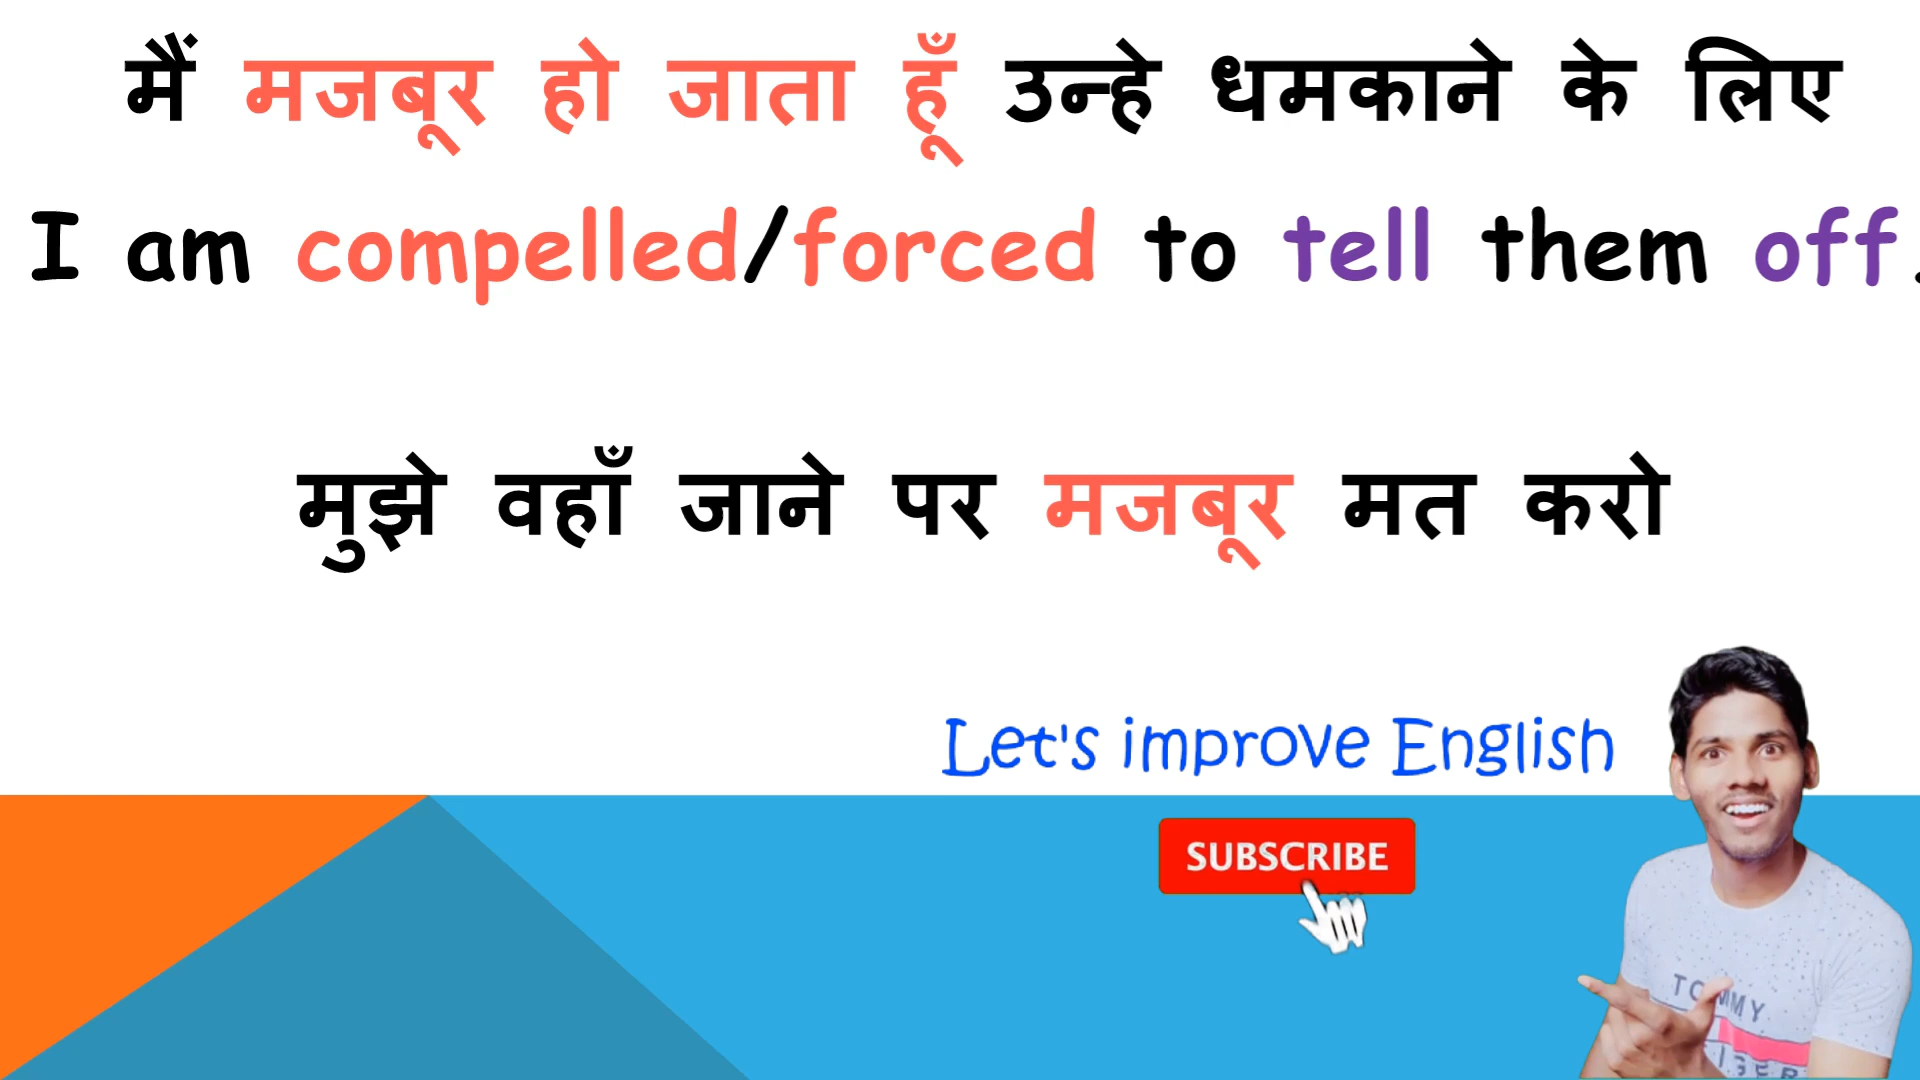 मैं मजबूर हो जाता हूँ उन्हे धमकाने के लिए
I am compelled/forced to tell them off.
मुझे वहाँ जाने पर मजबूर मत करो
Let's improve English
SUBSCRIBE